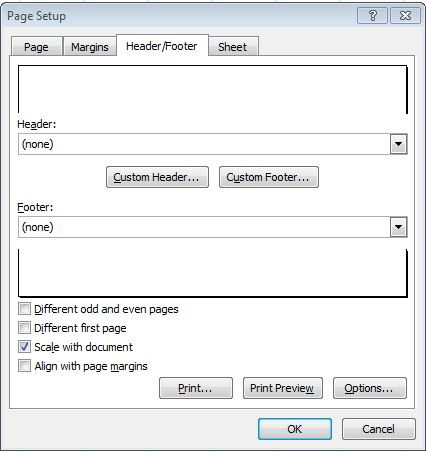 Page Setup
Page Margins Header/Footer Sheet
Header:
(none)
Custom Header... Custom Footer...
Footer:
(none)
Different odd and even pages
Different first page
Scale with document
Align with page margins
Print... Print Preview Options...
OK Cancel